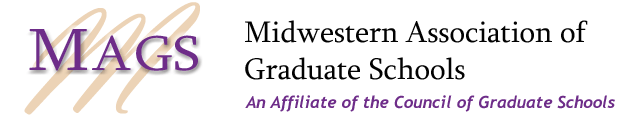 MAGS
Midwestern Association of
Graduate Schools
An Affiliate of the Council of Graduate Schools